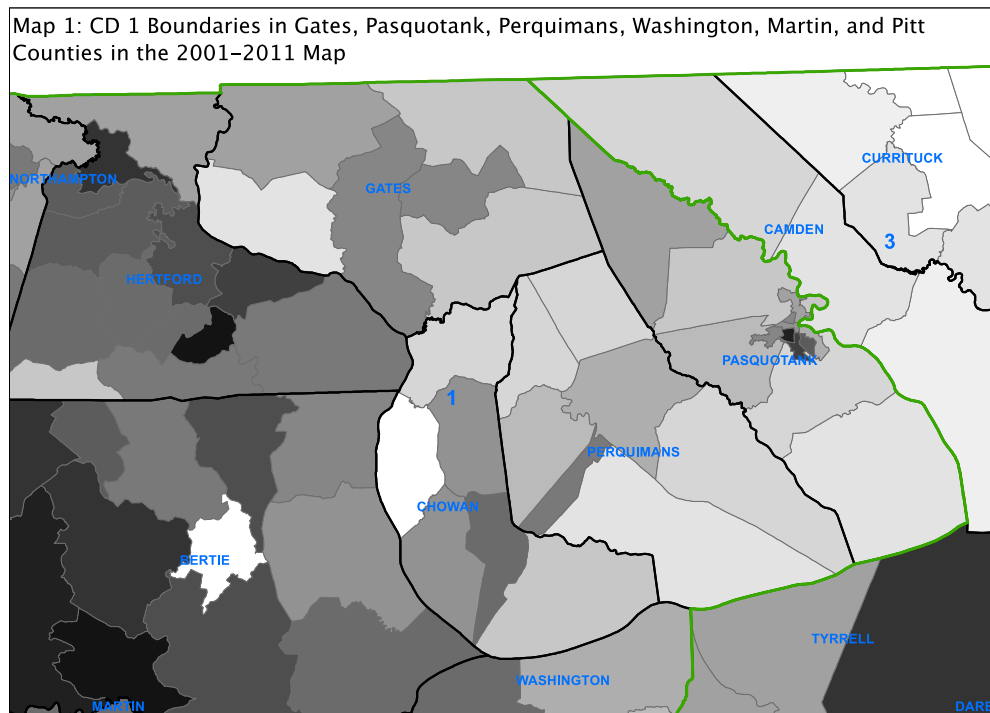 Map 1: CD 1 Boundaries in Gates, Pasquotank, Perquimans, Washington, Martin, and Pitt
Counties in the 2001-2011 Map
CURRITUCK
NORTHAMPTON
GATES
CAMDEN
3
HERTFORD
PASQUOTANK
1
PERQUIMANS
CHOWAN
BERTIE
TYRRELL
WASHINGTON
MARTIN
DARE